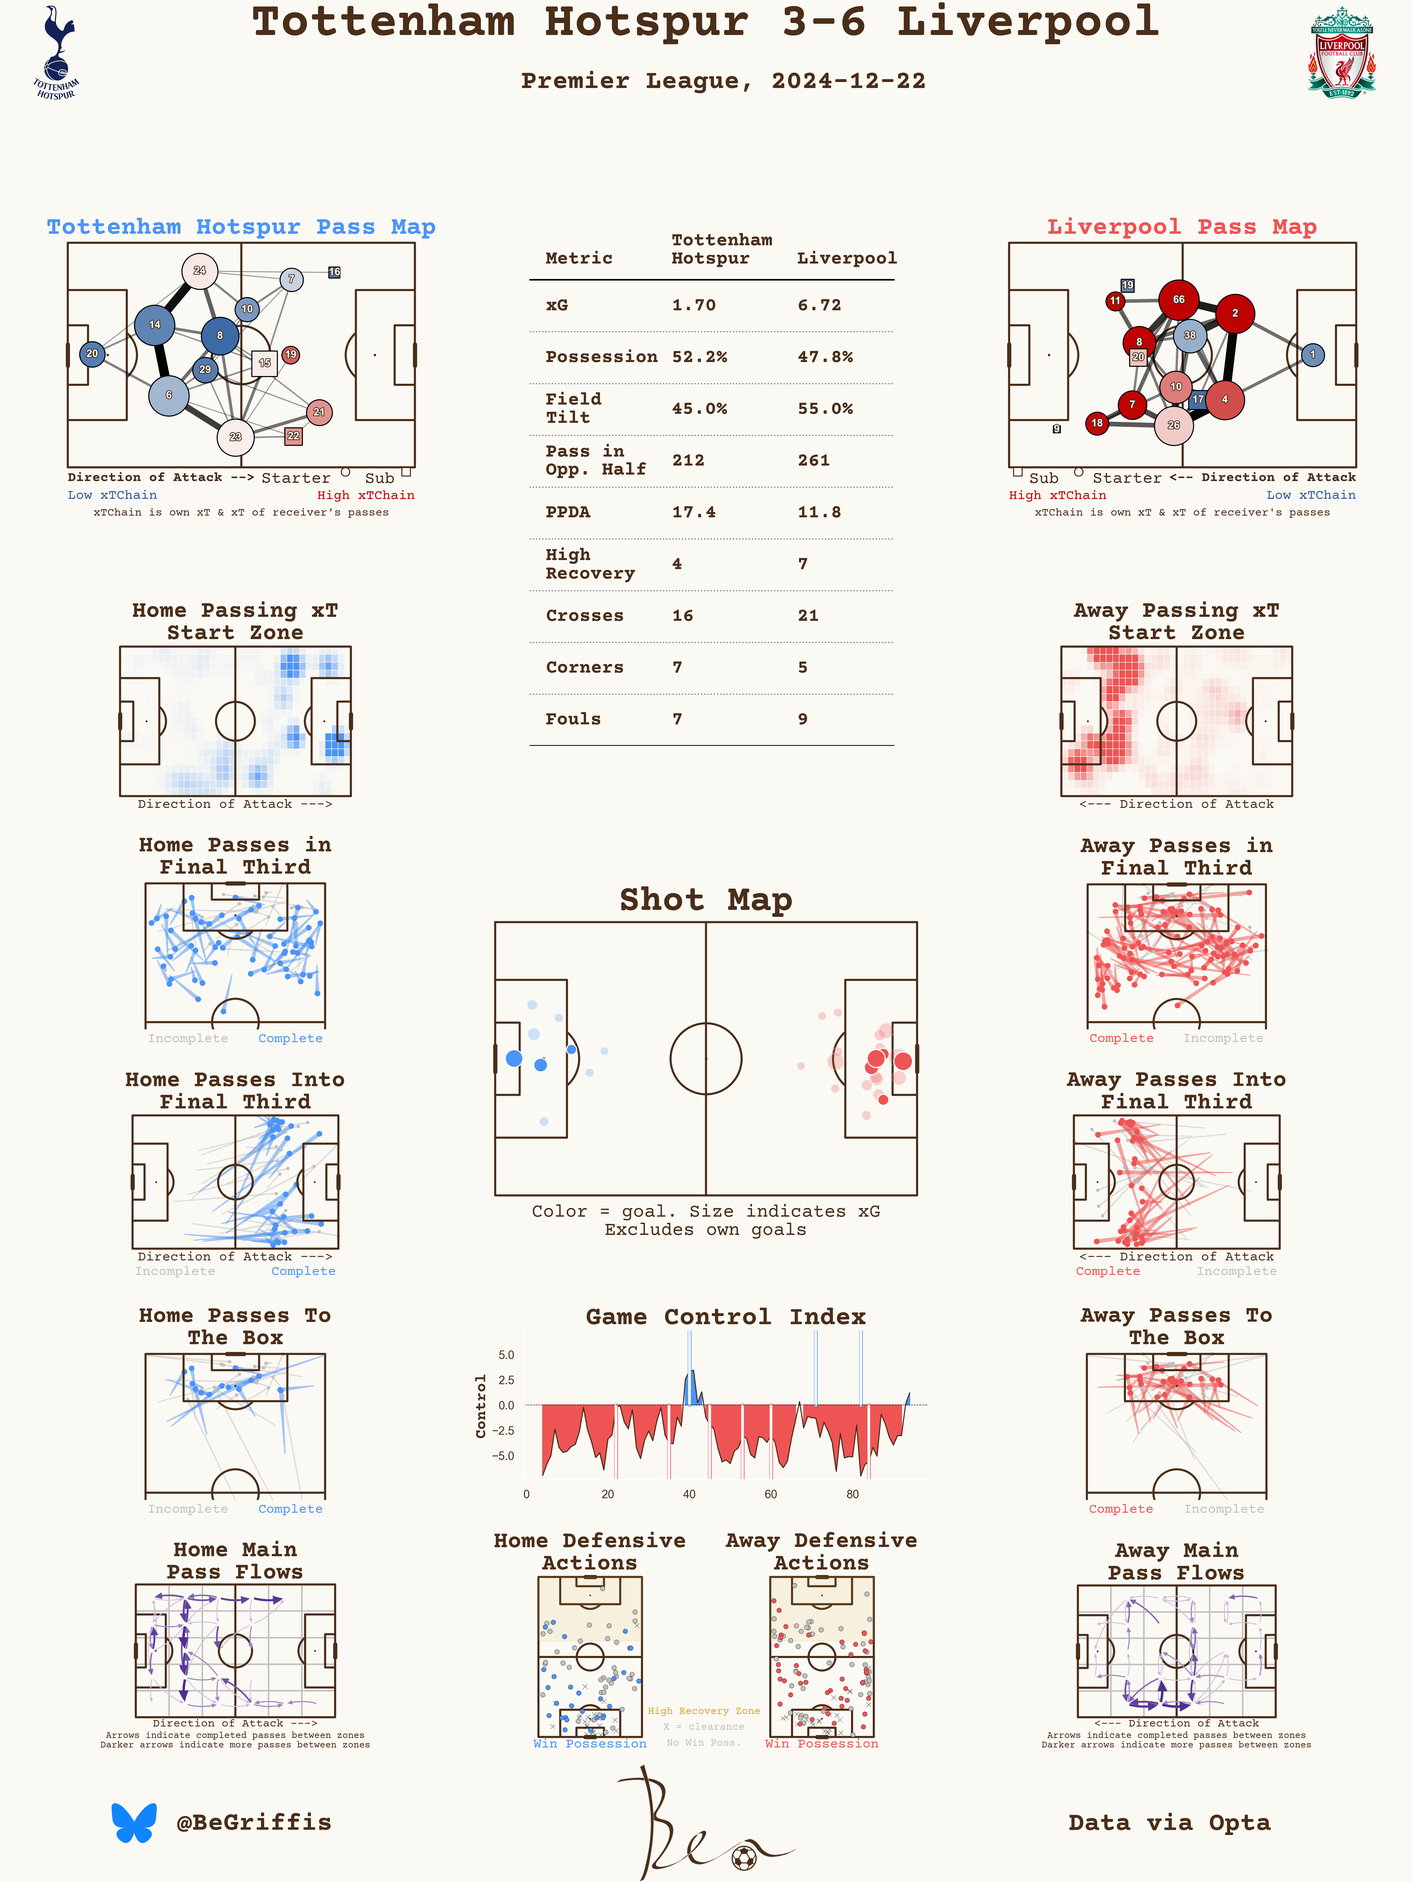 Tottenham Hotspur 3-6 Liverpool
Premier League, 2024-12-22
TOTTENHAM
HOTSPUR
YOU'LL NEVER WALK ALONE
LIVERPOOL
FOOTBALL CLUB
EST·1892
Tottenham Hotspur Pass Map
24
7
16
10
14
8
20
19
15
29
6
21
23
22
Direction of Attack --> Starter Sub
Low xTChain High xTChain
xTChain is own xT & xT of receiver's passes
Metric Tottenham Hotspur Liverpool
xG 1.70 6.72
Possession 52.2% 47.8%
Field Tilt 45.0% 55.0%
Pass in Opp. Half 212 261
PPDA 17.4 11.8
High Recovery 4 7
Crosses 16 21
Corners 7 5
Fouls 7 9
Liverpool Pass Map
19
11
66
2
38
8
20
1
10
17
4
7
18
26
9
Sub Starter <-- Direction of Attack
High xTChain Low xTChain
xTChain is own xT & xT of receiver's passes
Home Passing xT
Start Zone
Direction of Attack --->
Away Passing xT
Start Zone
<--- Direction of Attack
Home Passes in
Final Third
Incomplete Complete
Away Passes in
Final Third
Complete Incomplete
Shot Map
Color = goal. Size indicates xG
Excludes own goals
Home Passes Into
Final Third
Direction of Attack --->
Incomplete Complete
Away Passes Into
Final Third
<--- Direction of Attack
Complete Incomplete
Home Passes To
The Box
Incomplete Complete
Game Control Index
Control
5.0
2.5
0.0
−2.5
−5.0
0 20 40 60 80
Away Passes To
The Box
Complete Incomplete
Home Main
Pass Flows
Direction of Attack --->
Arrows indicate completed passes between zones
Darker arrows indicate more passes between zones
Home Defensive
Actions
Win Possession
Away Defensive
Actions
Win Possession
High Recovery Zone
X = clearance
No Win Poss.
Away Main
Pass Flows
<--- Direction of Attack
Arrows indicate completed passes between zones
Darker arrows indicate more passes between zones
@BeGriffis
Ben
Data via Opta